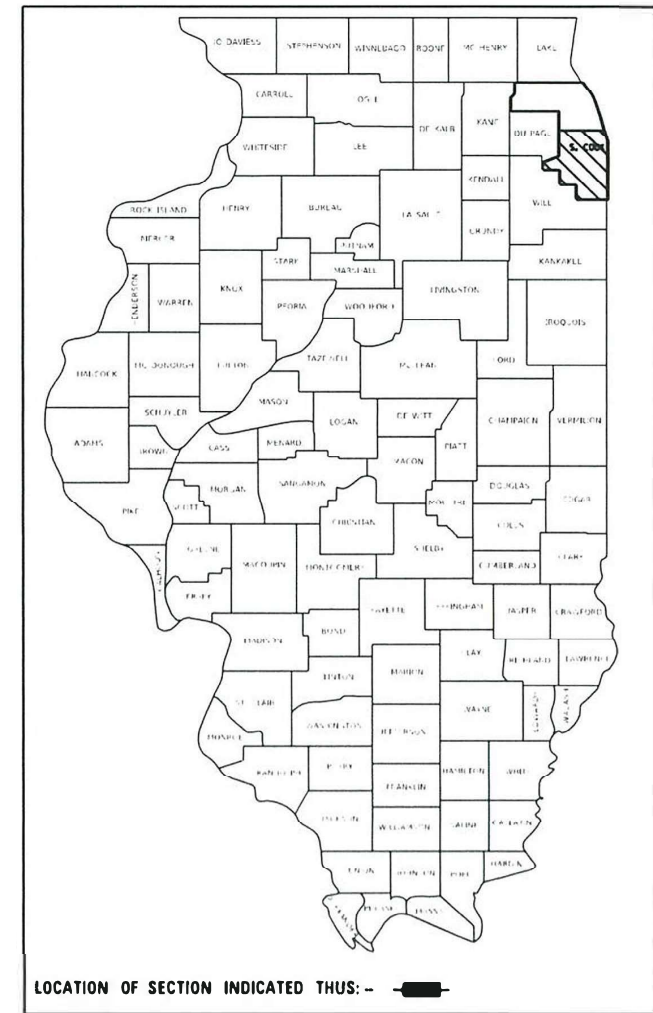 JO DAVIESS STEPHENSON WINNEBAGO BOONE MC HENRY LAKE
CARROLL OGLE DE KALB KANE DU PAGE
WHITESIDE LEE S. COOK
ROCK ISLAND HENRY BUREAU LA SALLE KENDALL WILL
MERCER STARK PUTNAM GRUNDY KANKAKEE
HENDERSON WARREN KNOX MARSHALL LIVINGSTON
PEORIA WOODFORD IROQUOIS
HANCOCK MC DONOUGH FULTON TAZEWELL MC LEAN FORD
SCHUYLER MASON LOGAN DE WITT CHAMPAIGN VERMILION
ADAMS BROWN CASS MENARD MACON PIATT
PIKE SCOTT MORGAN SANGAMON MOULTRIE DOUGLAS EDGAR
CHRISTIAN COLES
CALHOUN GREENE MACOUPIN MONTGOMERY SHELBY CUMBERLAND CLARK
JERSEY FAYETTE EFFINGHAM JASPER CRAWFORD
MADISON BOND CLAY RICHLAND LAWRENCE
CLINTON MARION
ST. CLAIR WASHINGTON JEFFERSON WAYNE EDWARDS WABASH
MONROE RANDOLPH PERRY HAMILTON WHITE
FRANKLIN
JACKSON WILLIAMSON SALINE GALLATIN
UNION JOHNSON POPE HARDIN
ALEXANDER PULASKI MASSAC
LOCATION OF SECTION INDICATED THUS: -